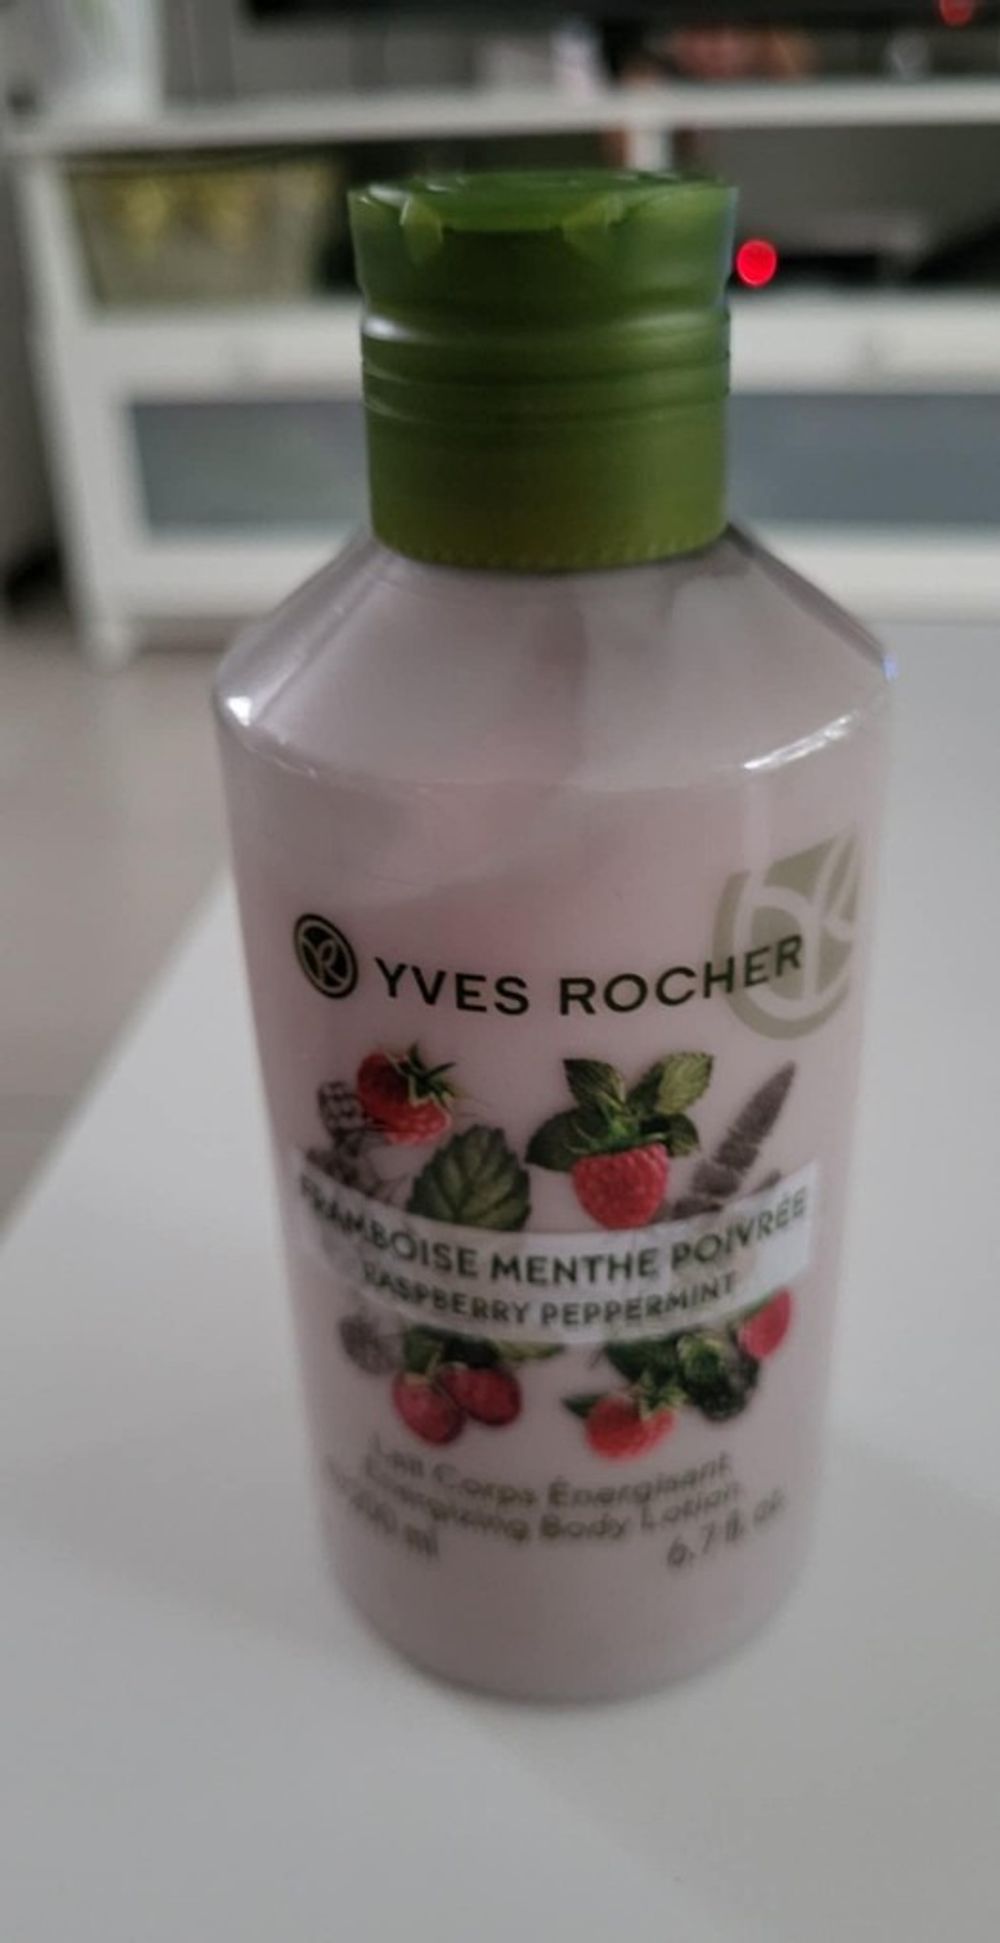 YVES ROCHER
FRAMBOISE MENTHE POIVRÉE
RASPBERRY PEPPERMINT
Lait Corps Énergisant
Energizing Body Lotion
200 ml 6.7 fl. oz.